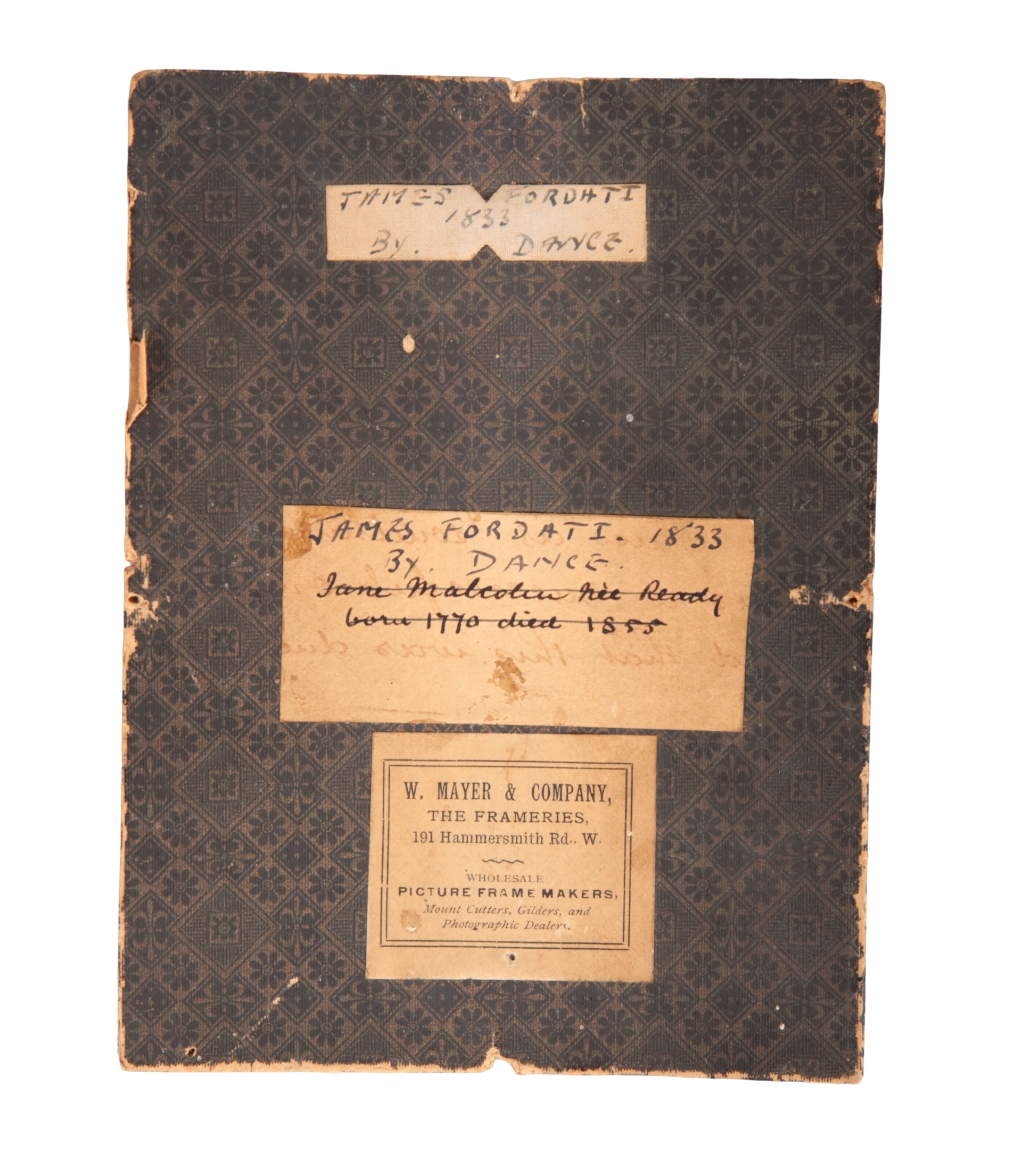 JAMES FORDATI
1833
By. DANCE.
JAMES FORDATI. 1833
By. DANCE.
Jane Malcolm née Ready
born 1770 died 1855
W. MAYER & COMPANY,
THE FRAMERIES,
191 Hammersmith Rd., W.
WHOLESALE
PICTURE FRAME MAKERS,
Mount Cutters, Gilders, and
Photographic Dealers.